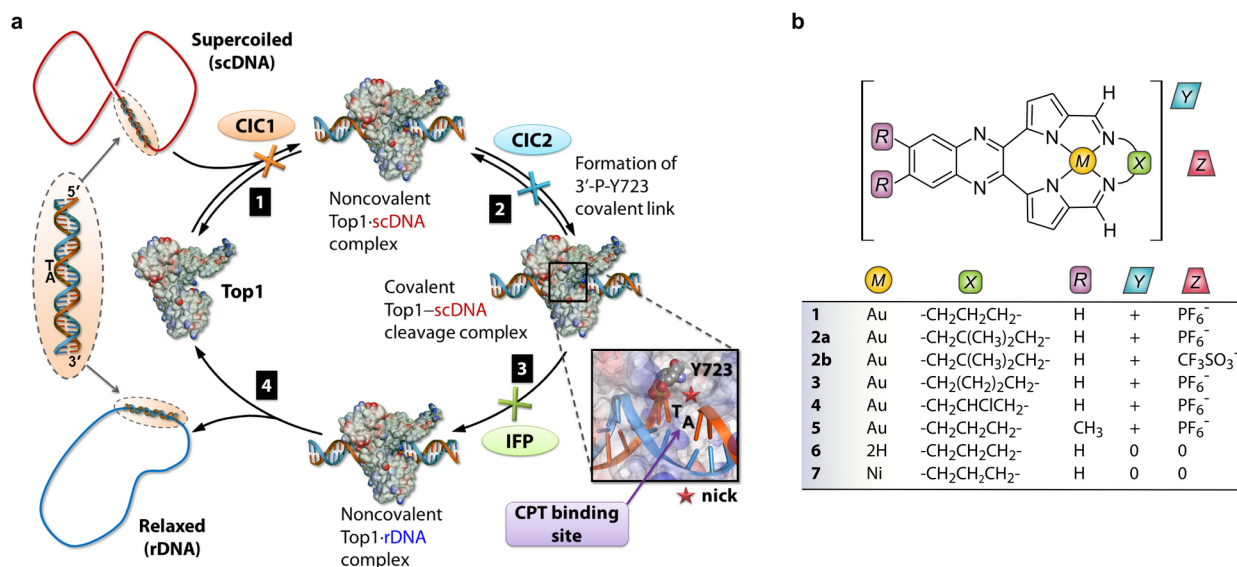 a
Supercoiled
(scDNA)
CIC1
1
Noncovalent
Top1·scDNA
complex
CIC2
2
Formation of
3′-P-Y723
covalent link
5′
T
A
3′
Top1
Covalent
Top1–scDNA
cleavage complex
Y723
T
A
nick
CPT binding
site
3
IFP
4
Noncovalent
Top1·rDNA
complex
Relaxed
(rDNA)
b
R
R
N
N
N
N
M
N
N
H
H
X
Y
Z
M X R Y Z
1 Au -CH2CH2CH2- H + PF6−
2a Au -CH2C(CH3)2CH2- H + PF6−
2b Au -CH2C(CH3)2CH2- H + CF3SO3−
3 Au -CH2(CH2)2CH2- H + PF6−
4 Au -CH2CHClCH2- H + PF6−
5 Au -CH2CH2CH2- CH3 + PF6−
6 2H -CH2CH2CH2- H 0 0
7 Ni -CH2CH2CH2- H 0 0